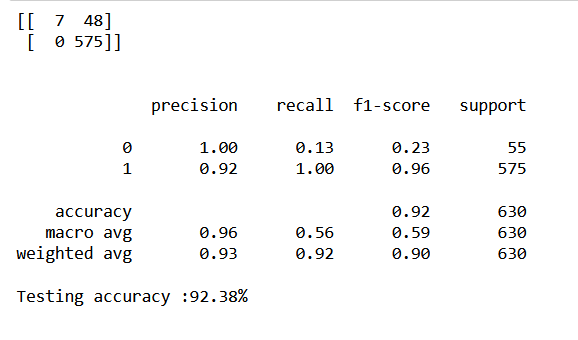 [[ 7 48]
[ 0 575]]
precision recall f1-score support
0 1.00 0.13 0.23 55
1 0.92 1.00 0.96 575
accuracy 0.92 630
macro avg 0.96 0.56 0.59 630
weighted avg 0.93 0.92 0.90 630
Testing accuracy :92.38%